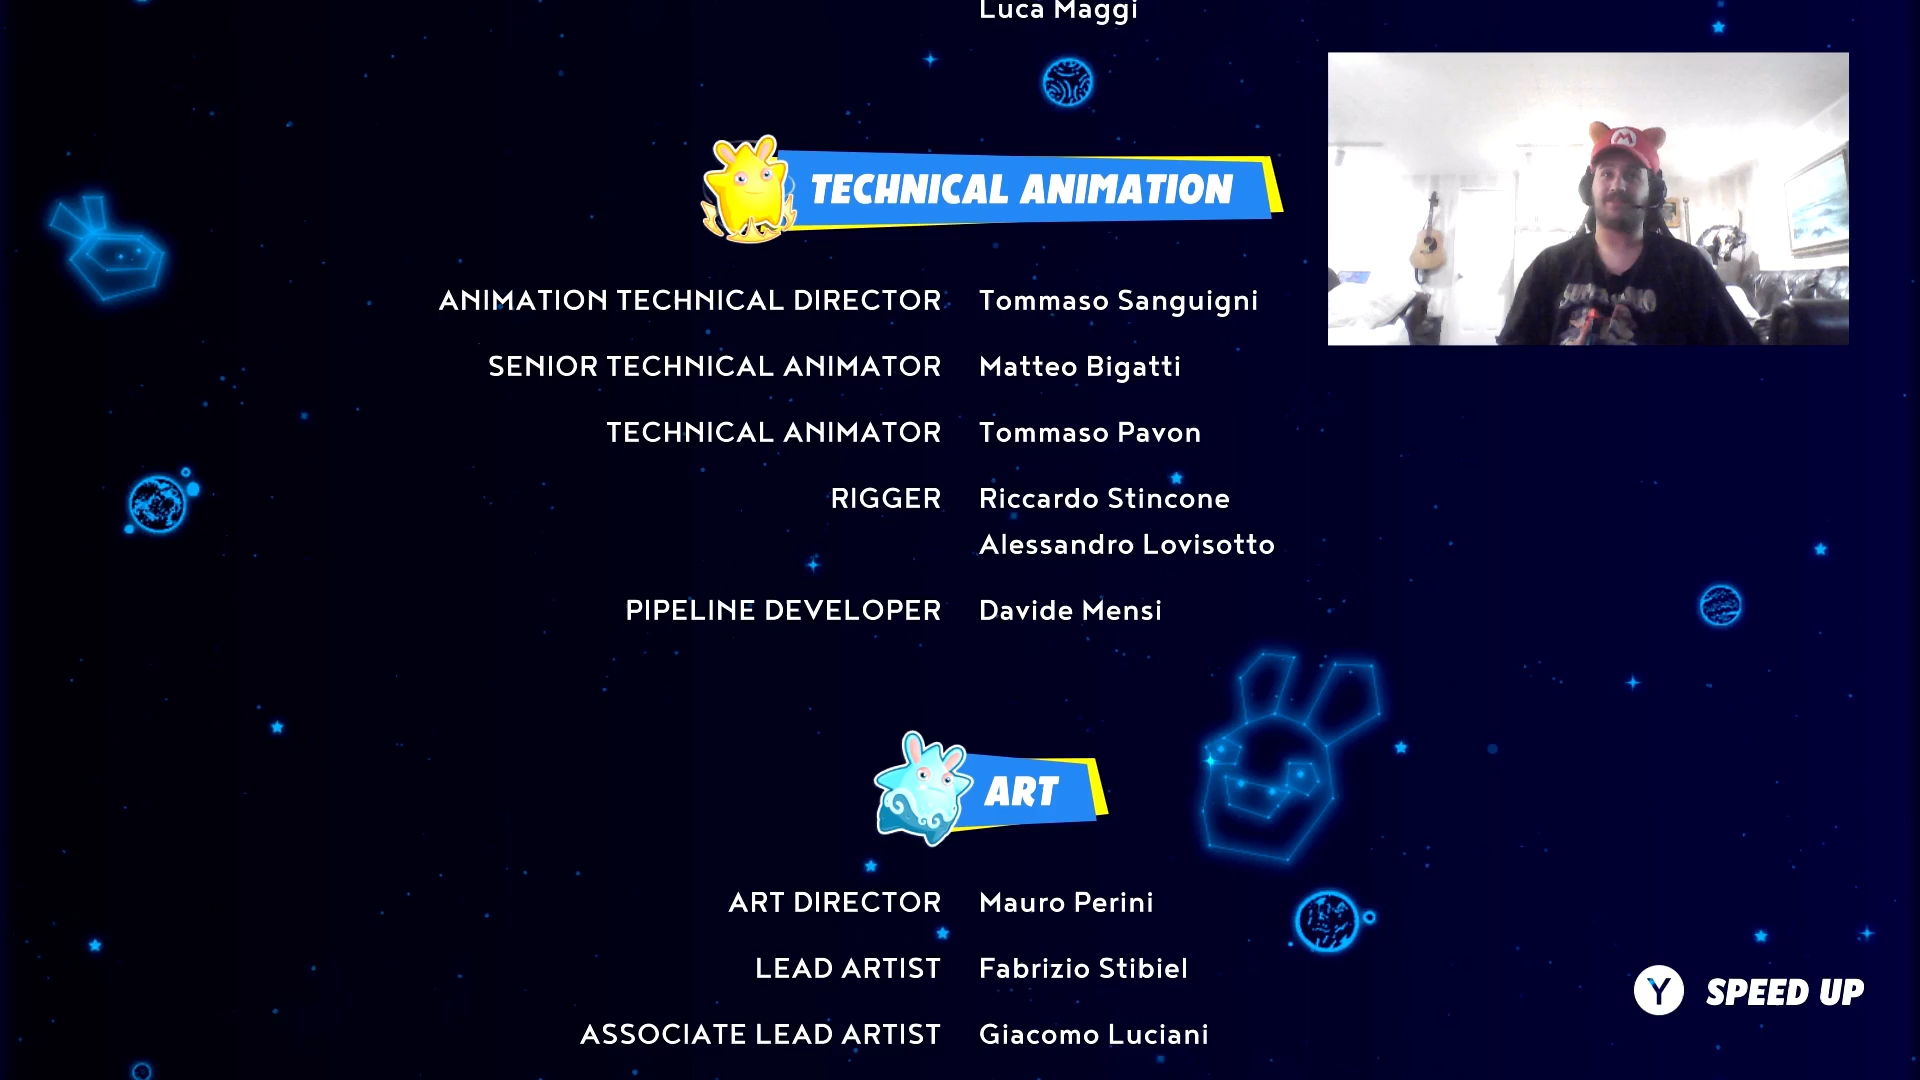 Luca Maggi
TECHNICAL ANIMATION
ANIMATION TECHNICAL DIRECTOR Tommaso Sanguigni
SENIOR TECHNICAL ANIMATOR Matteo Bigatti
TECHNICAL ANIMATOR Tommaso Pavon
RIGGER Riccardo Stincone
Alessandro Lovisotto
PIPELINE DEVELOPER Davide Mensi
ART
ART DIRECTOR Mauro Perini
LEAD ARTIST Fabrizio Stibiel
ASSOCIATE LEAD ARTIST Giacomo Luciani
Y SPEED UP
M